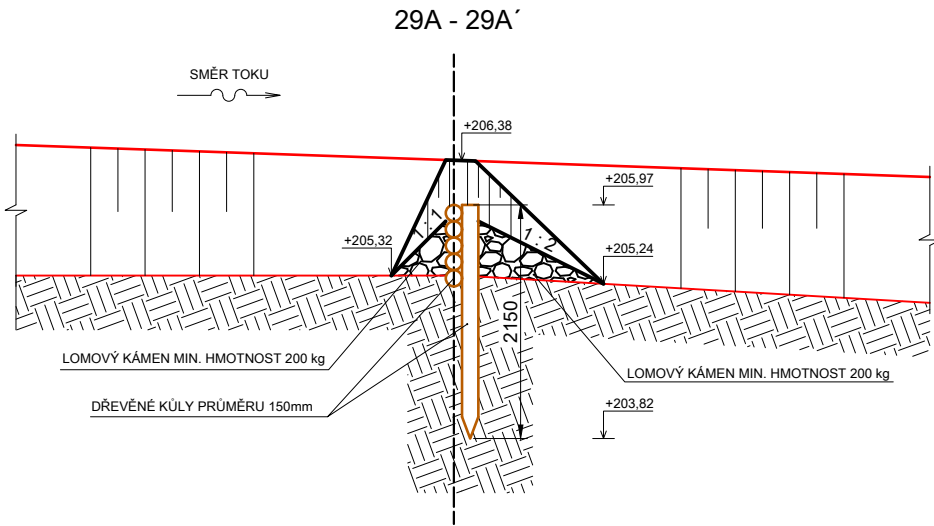 29A - 29A´
SMĚR TOKU
+206,38
+205,97
1:1
1:2
+205,32
+205,24
2150
LOMOVÝ KÁMEN MIN. HMOTNOST 200 kg
LOMOVÝ KÁMEN MIN. HMOTNOST 200 kg
DŘEVĚNÉ KŮLY PRŮMĚRU 150mm
+203,82